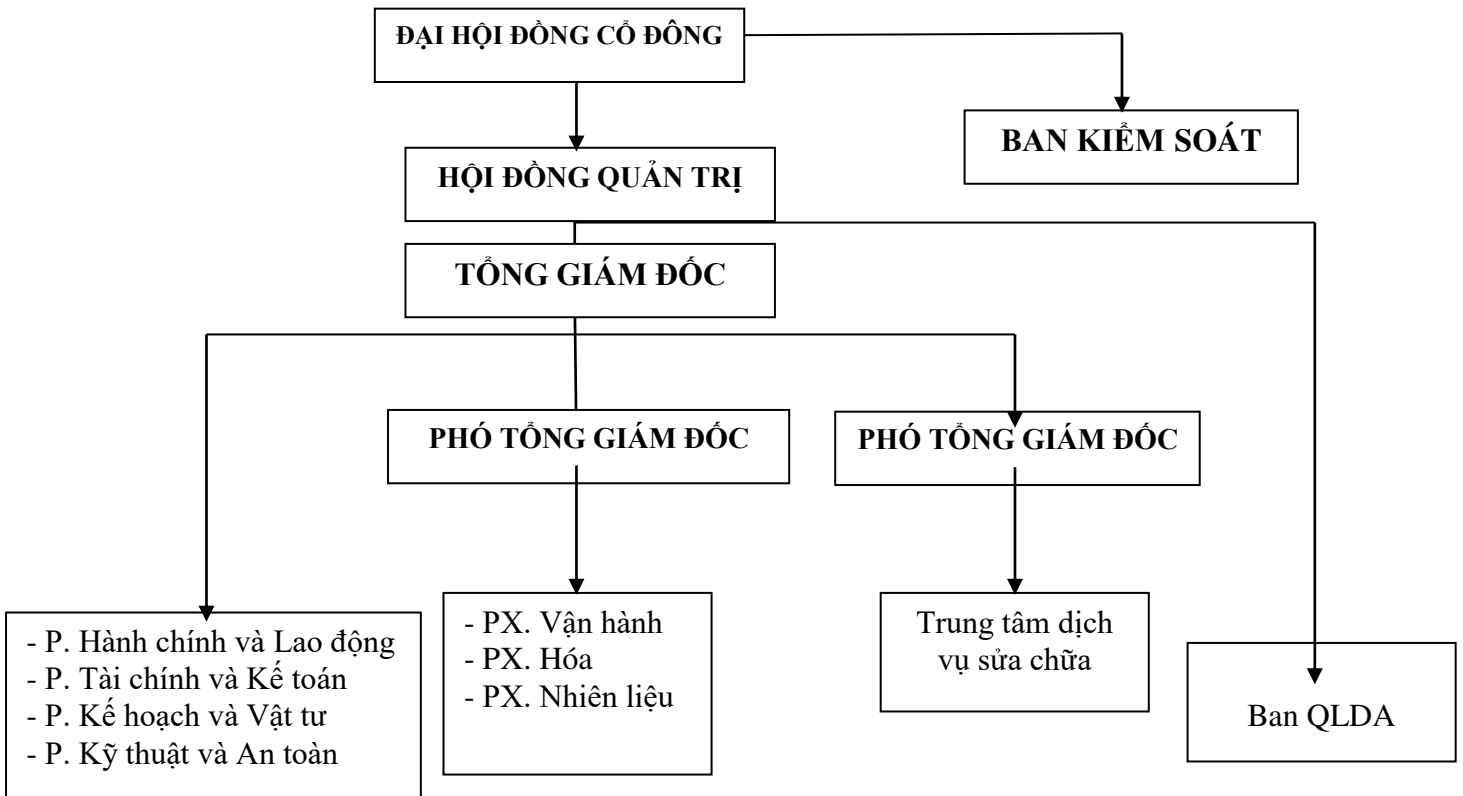 ĐẠI HỘI ĐỒNG CỔ ĐÔNG
BAN KIỂM SOÁT
HỘI ĐỒNG QUẢN TRỊ
TỔNG GIÁM ĐỐC
PHÓ TỔNG GIÁM ĐỐC
PHÓ TỔNG GIÁM ĐỐC
- P. Hành chính và Lao động
- P. Tài chính và Kế toán
- P. Kế hoạch và Vật tư
- P. Kỹ thuật và An toàn
- PX. Vận hành
- PX. Hóa
- PX. Nhiên liệu
Trung tâm dịch
vụ sửa chữa
Ban QLDA